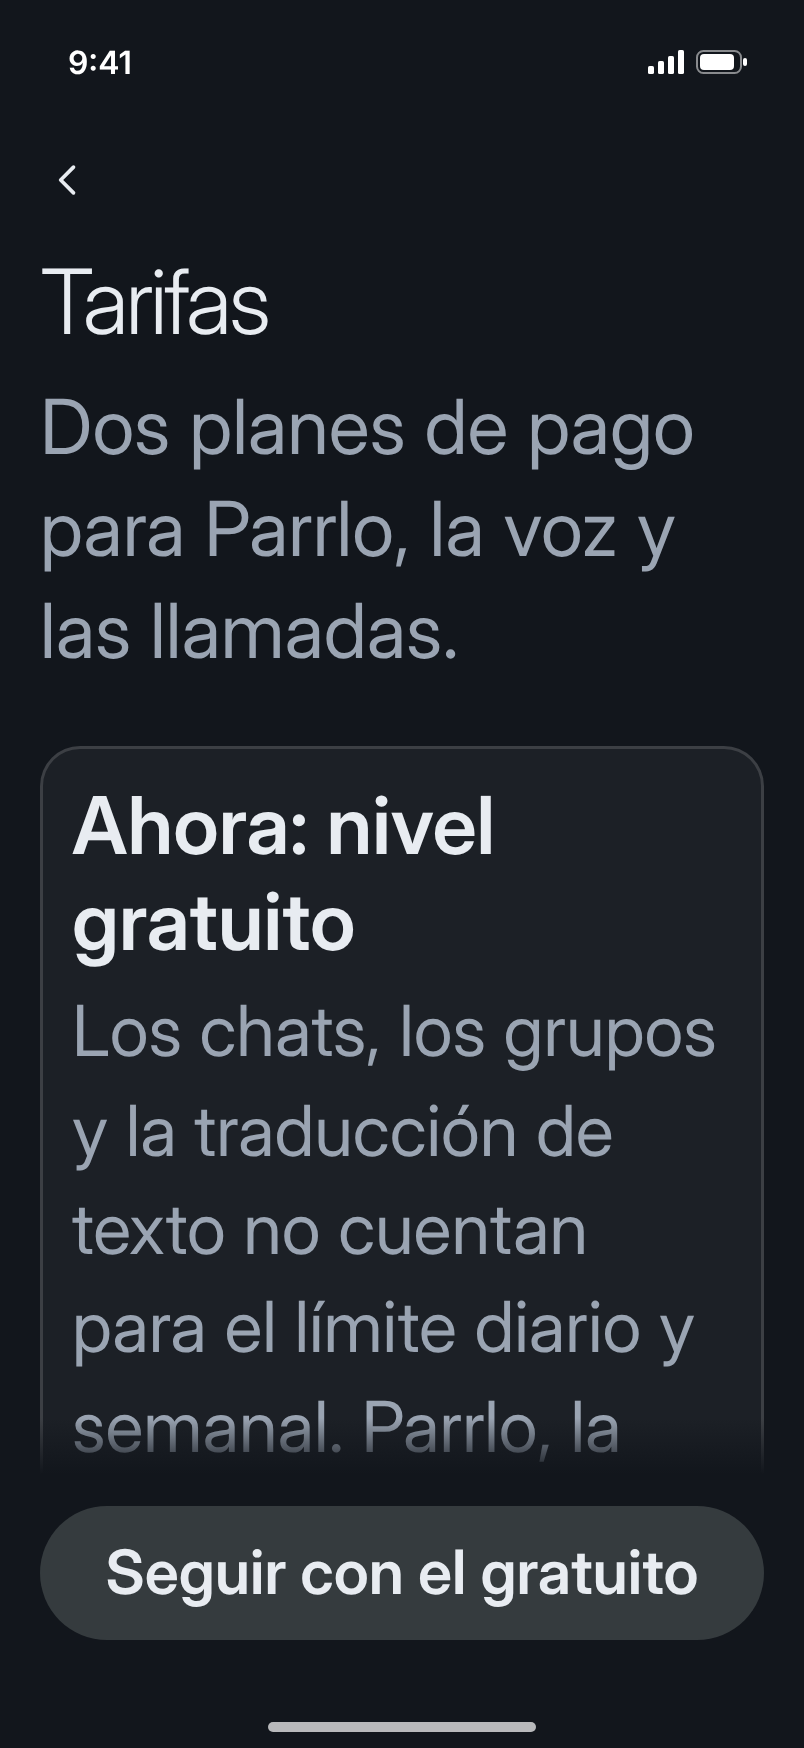 9:41
Tarifas
Dos planes de pago
para Parrlo, la voz y
las llamadas.
Ahora: nivel
gratuito
Los chats, los grupos
y la traducción de
texto no cuentan
para el límite diario y
semanal. Parrlo, la
Seguir con el gratuito